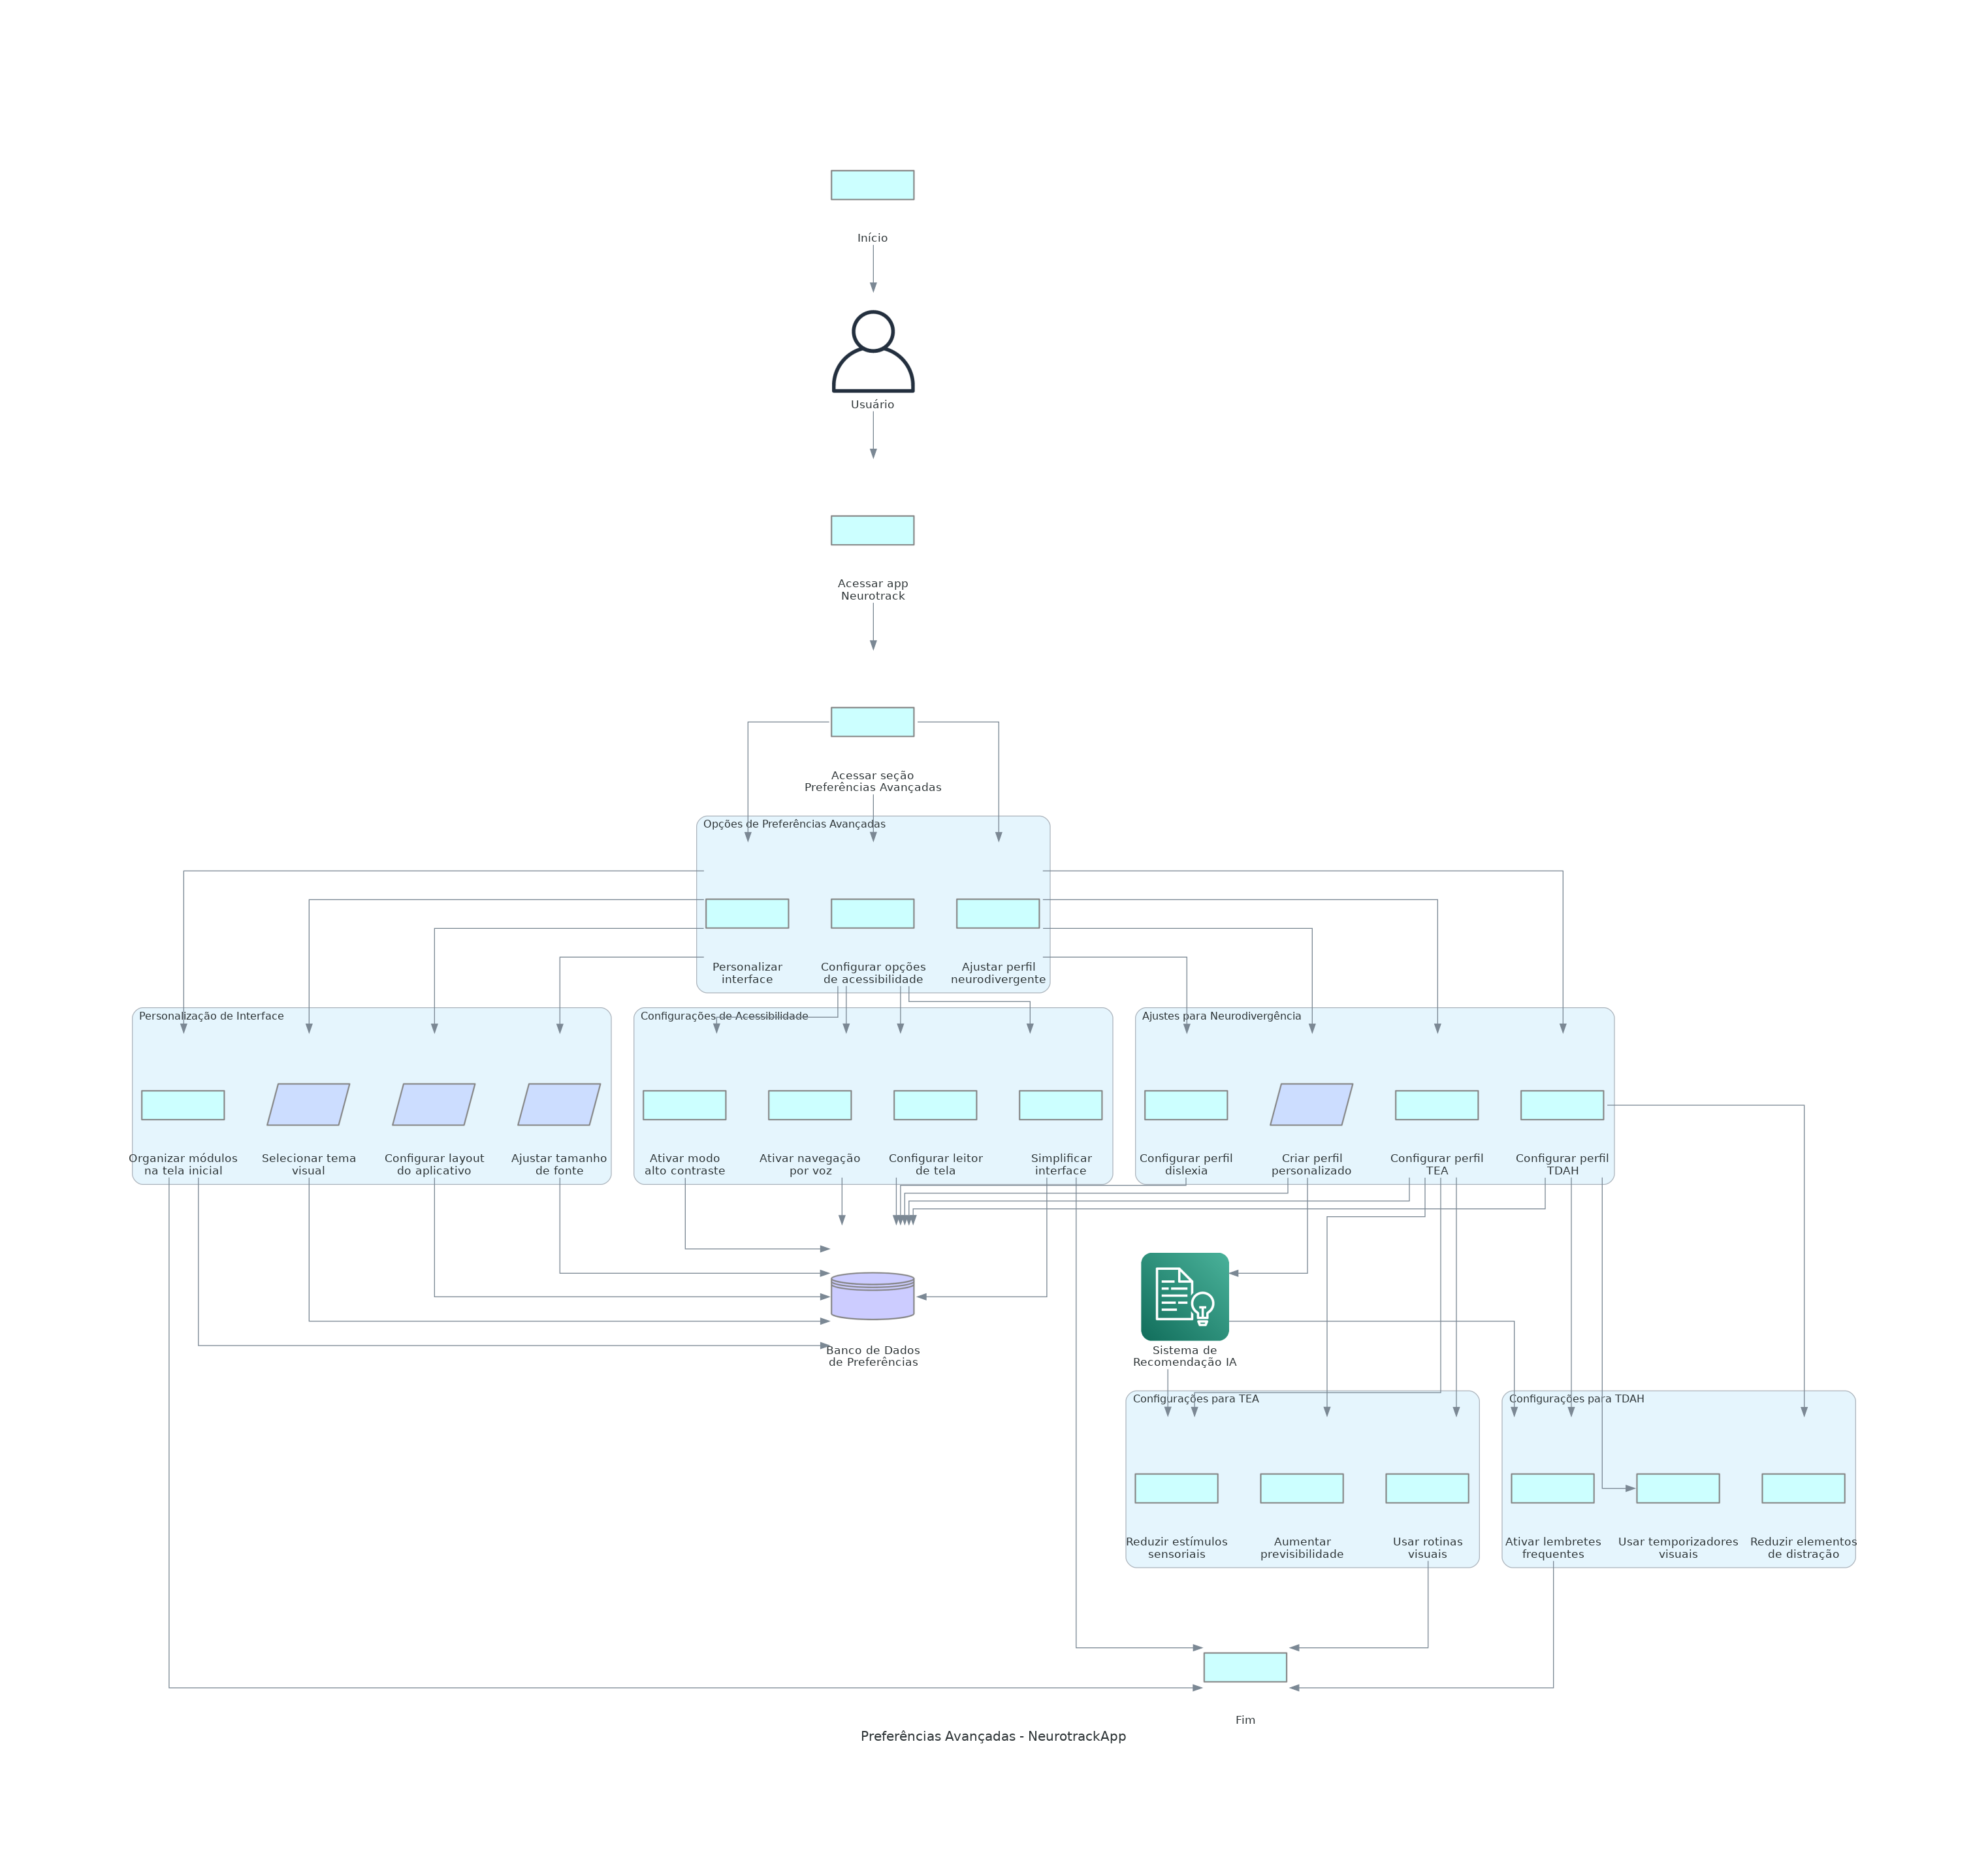 Início
Usuário
Acessar app
Neurotrack
Acessar seção
Preferências Avançadas
Opções de Preferências Avançadas
Personalizar
interface
Configurar opções
de acessibilidade
Ajustar perfil
neurodivergente
Personalização de Interface
Organizar módulos
na tela inicial
Selecionar tema
visual
Configurar layout
do aplicativo
Ajustar tamanho
de fonte
Configurações de Acessibilidade
Ativar modo
alto contraste
Ativar navegação
por voz
Configurar leitor
de tela
Simplificar
interface
Ajustes para Neurodivergência
Configurar perfil
dislexia
Criar perfil
personalizado
Configurar perfil
TEA
Configurar perfil
TDAH
Banco de Dados
de Preferências
Sistema de
Recomendação IA
Configurações para TEA
Reduzir estímulos
sensoriais
Aumentar
previsibilidade
Usar rotinas
visuais
Configurações para TDAH
Ativar lembretes
frequentes
Usar temporizadores
visuais
Reduzir elementos
de distração
Fim
Preferências Avançadas - NeurotrackApp